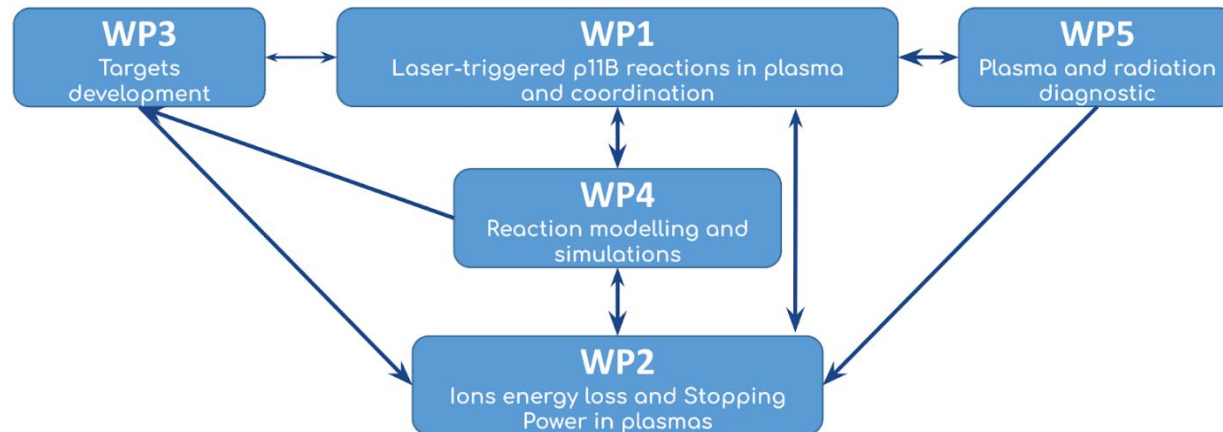 WP3
Targets
development
WP1
Laser-triggered p11B reactions in plasma
and coordination
WP5
Plasma and radiation
diagnostic
WP4
Reaction modelling and
simulations
WP2
Ions energy loss and Stopping
Power in plasmas